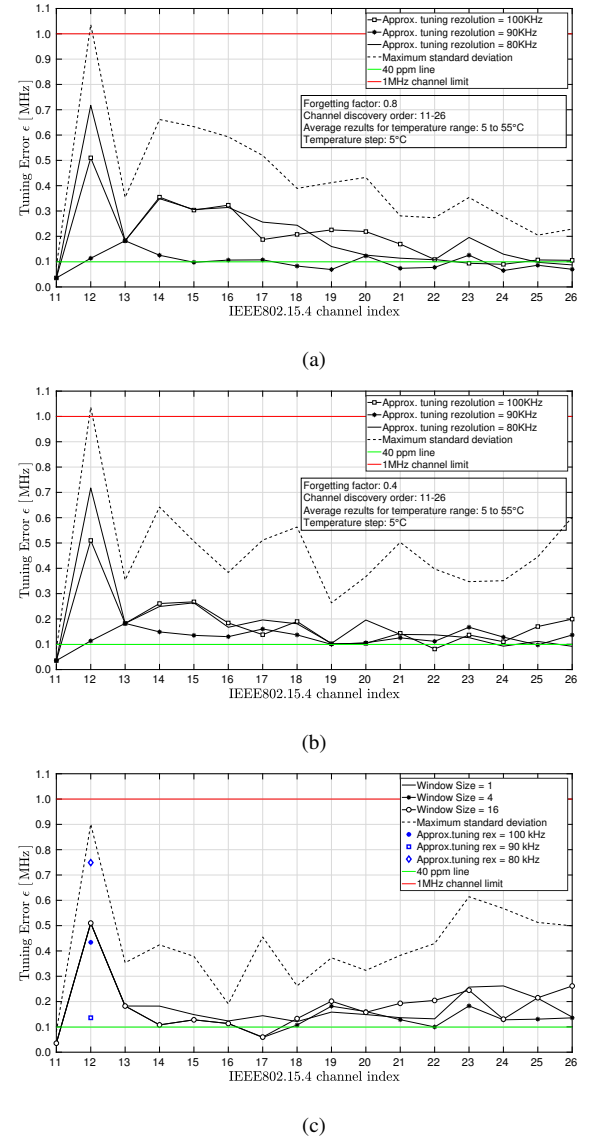 1.1
1.0
0.9
0.8
0.7
0.6
0.5
0.4
0.3
0.2
0.1
0.0
Tuning Error ϵ [MHz]
Approx. tuning rezolution = 100KHz
Approx. tuning rezolution = 90KHz
Approx. tuning rezolution = 80KHz
Maximum standard deviation
40 ppm line
1MHz channel limit
Forgetting factor: 0.8
Channel discovery order: 11-26
Average rezults for temperature range: 5 to 55°C
Temperature step: 5°C
11 12 13 14 15 16 17 18 19 20 21 22 23 24 25 26
IEEE802.15.4 channel index
(a)
1.1
1.0
0.9
0.8
0.7
0.6
0.5
0.4
0.3
0.2
0.1
0.0
Tuning Error ϵ [MHz]
Approx. tuning rezolution = 100KHz
Approx. tuning rezolution = 90KHz
Approx. tuning rezolution = 80KHz
Maximum standard deviation
40 ppm line
1MHz channel limit
Forgetting factor: 0.4
Channel discovery order: 11-26
Average results for temperature range: 5 to 55°C
Temperature step: 5°C
11 12 13 14 15 16 17 18 19 20 21 22 23 24 25 26
IEEE802.15.4 channel index
(b)
1.1
1.0
0.9
0.8
0.7
0.6
0.5
0.4
0.3
0.2
0.1
0.0
Tuning Error ϵ [MHz]
Window Size = 1
Window Size = 4
Window Size = 16
Maximum standard deviation
Approx.tuning rex = 100 kHz
Approx.tuning rex = 90 kHz
Approx.tuning rex = 80 kHz
40 ppm line
1MHz channel limit
11 12 13 14 15 16 17 18 19 20 21 22 23 24 25 26
IEEE802.15.4 channel index
(c)